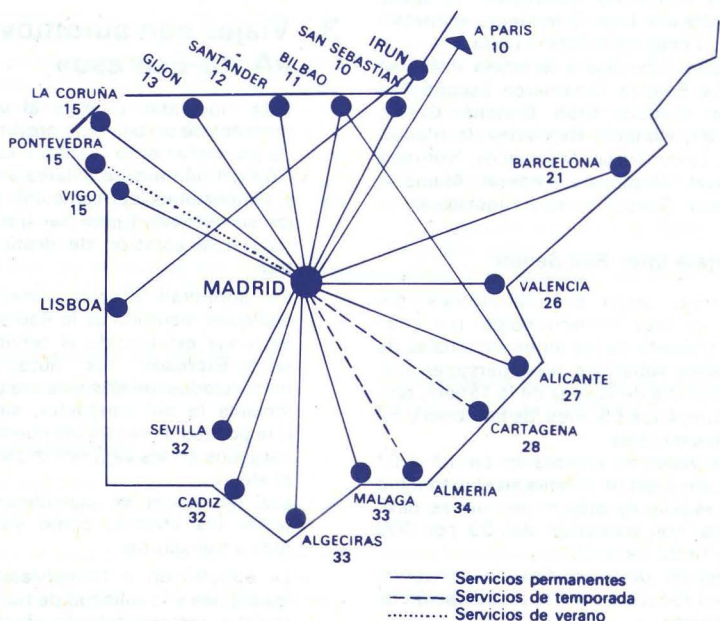 A PARIS
10
IRUN
SAN SEBASTIAN
10
BILBAO
11
SANTANDER
12
GIJON
13
LA CORUÑA
15
PONTEVEDRA
15
VIGO
15
BARCELONA
21
MADRID
VALENCIA
26
LISBOA
ALICANTE
27
CARTAGENA
28
SEVILLA
32
CADIZ
32
ALGECIRAS
33
MALAGA
33
ALMERIA
34
Servicios permanentes
Servicios de temporada
Servicios de verano